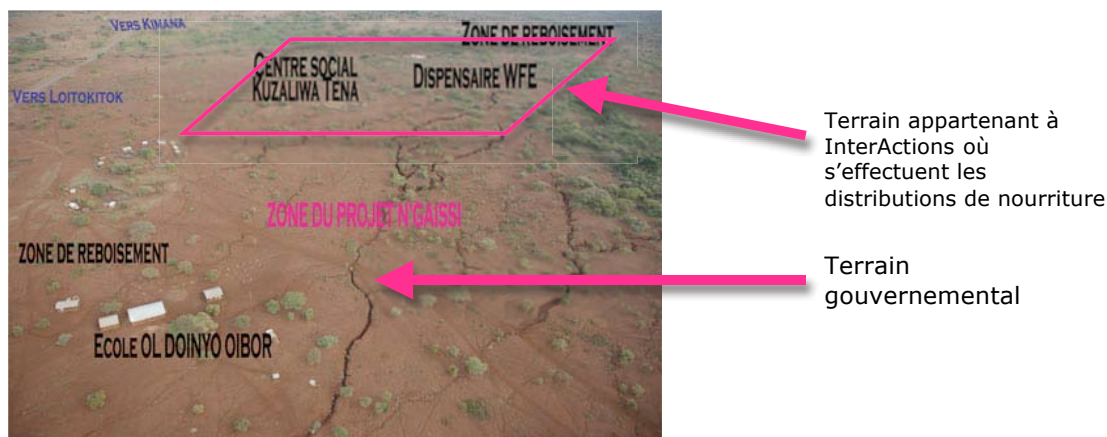 VERS KIMANA
ZONE DE REBOISEMENT
CENTRE SOCIAL
KUZALIWA TENA
DISPENSAIRE WFE
VERS LOITOKITOK
Terrain appartenant à
InterActions où
s’effectuent les
distributions de nourriture
ZONE DU PROJET N'GAISSI
ZONE DE REBOISEMENT
Terrain
gouvernemental
ECOLE OL DOINYO OIBOR